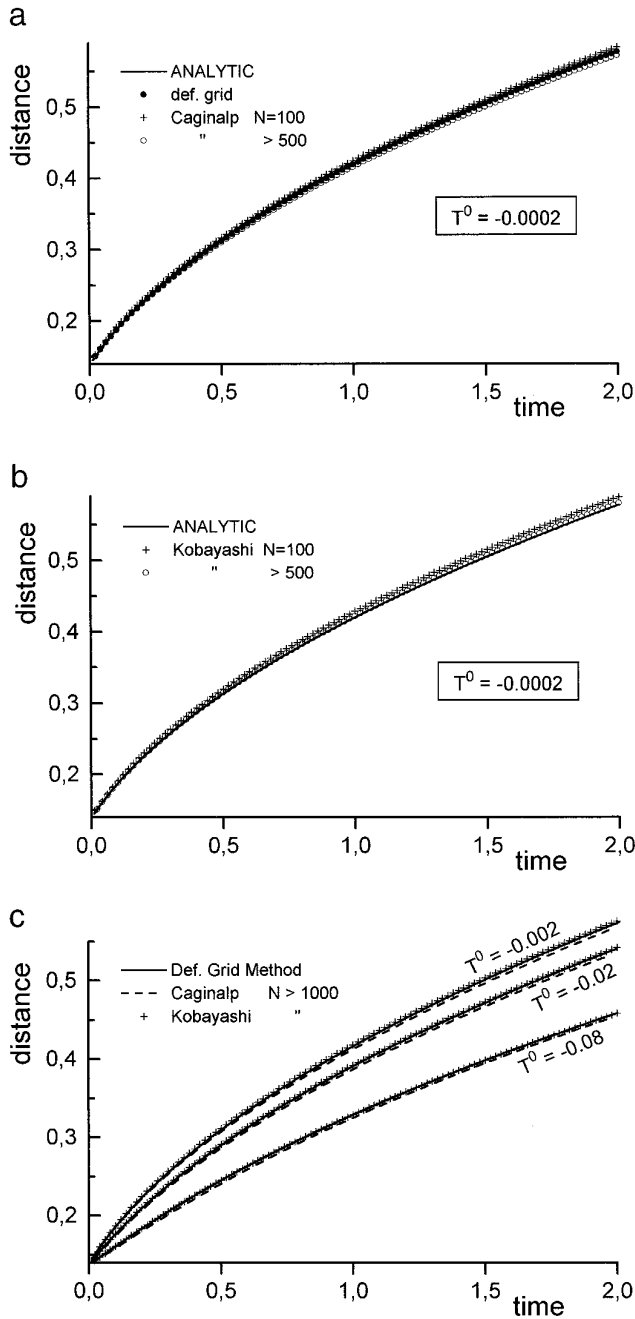 a
distance
0,5
0,4
0,3
0,2
ANALYTIC
def. grid
Caginalp N=100
" > 500
T⁰ = -0.0002
0,0 0,5 1,0 1,5 2,0
time
b
distance
0,5
0,4
0,3
0,2
ANALYTIC
Kobayashi N=100
" > 500
T⁰ = -0.0002
0,0 0,5 1,0 1,5 2,0
time
c
distance
0,5
0,4
0,3
0,2
Def. Grid Method
Caginalp N > 1000
Kobayashi "
T⁰ = -0.002
T⁰ = -0.02
T⁰ = -0.08
0,0 0,5 1,0 1,5 2,0
time